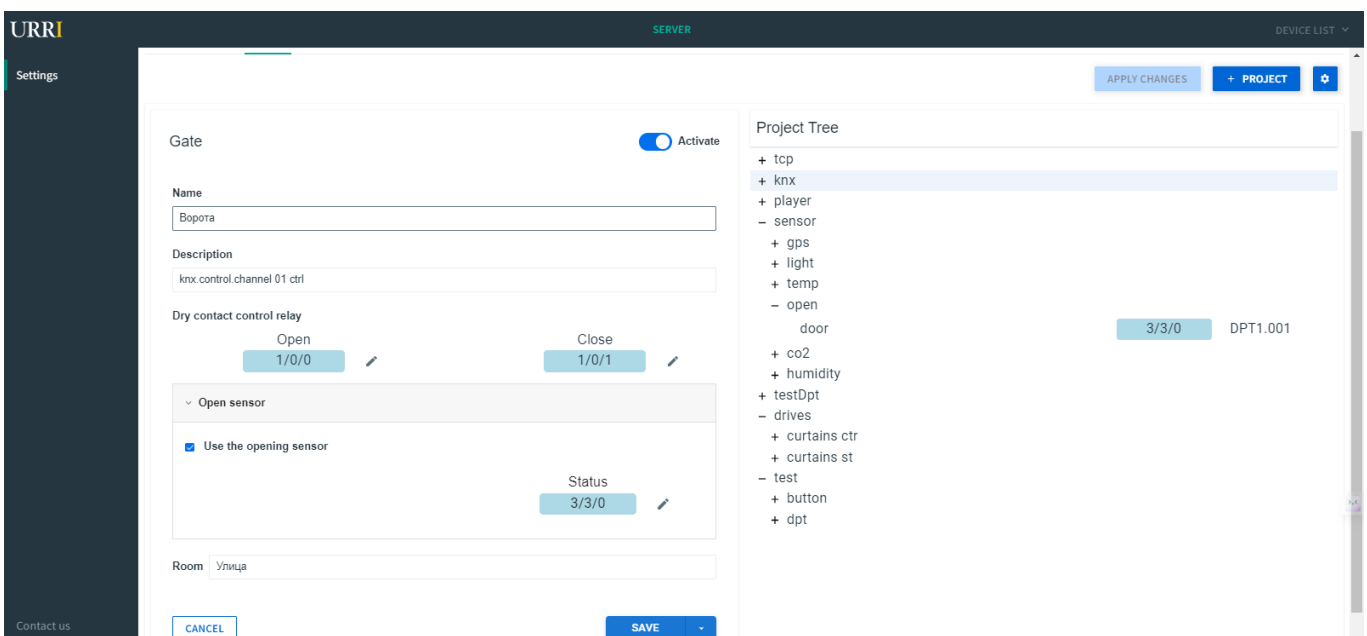 URRI
SERVER
DEVICE LIST
Settings
APPLY CHANGES
+ PROJECT
Gate
Activate
Name
Ворота
Description
knx.control.channel 01 ctrl
Dry contact control relay
Open
Close
1/0/0
1/0/1
Open sensor
Use the opening sensor
Status
3/3/0
Room
Улица
CANCEL
SAVE
Project Tree
+ tcp
+ knx
+ player
– sensor
+ gps
+ light
+ temp
– open
door 3/3/0 DPT1.001
+ co2
+ humidity
+ testDpt
– drives
+ curtains ctr
+ curtains st
– test
+ button
+ dpt
Contact us